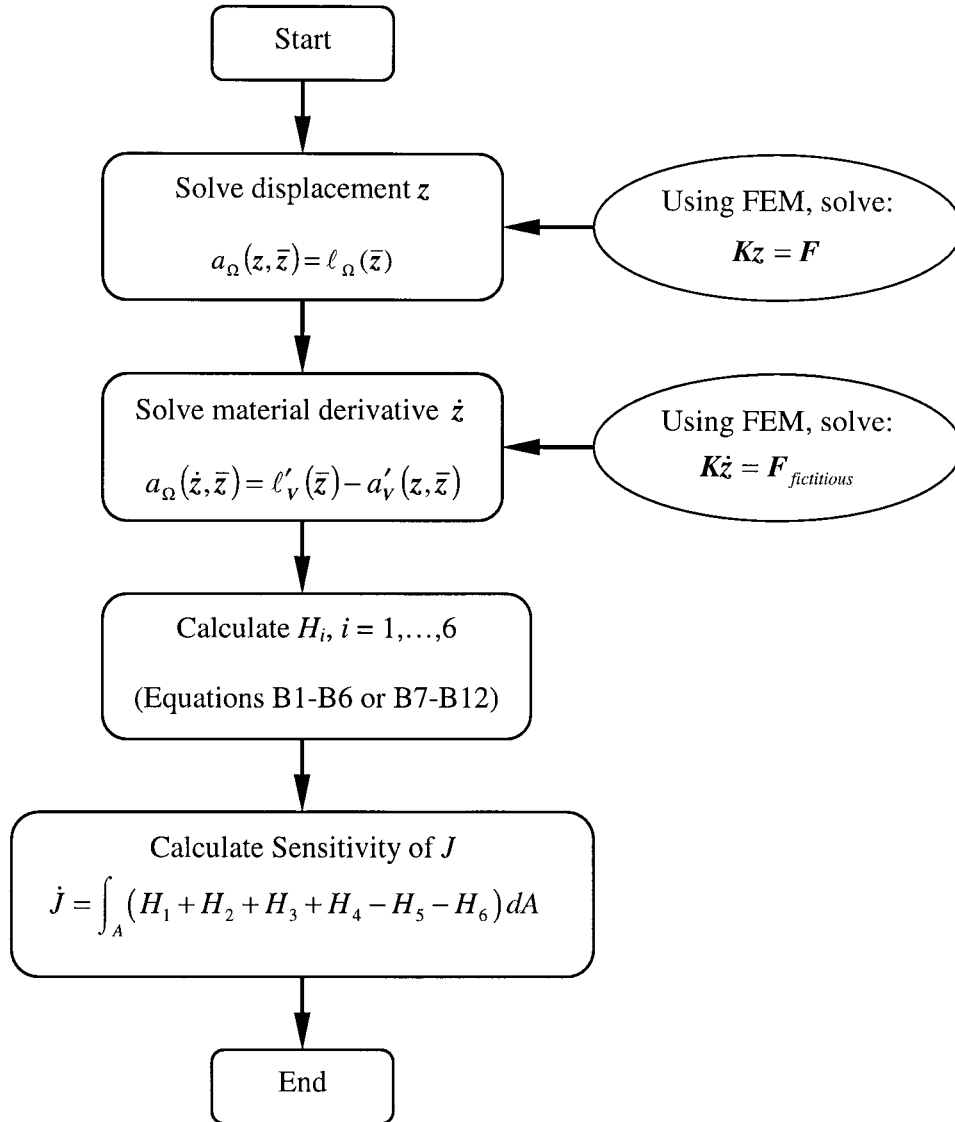 Start
Solve displacement z
a_Ω(z, z̄) = ℓ_Ω(z̄)
Using FEM, solve:
Kz = F
Solve material derivative ż
a_Ω(ż, z̄) = ℓ′_V(z̄) − a′_V(z, z̄)
Using FEM, solve:
Kż = F_fictitious
Calculate H_i, i = 1,…,6
(Equations B1-B6 or B7-B12)
Calculate Sensitivity of J
J̇ = ∫_A (H_1 + H_2 + H_3 + H_4 − H_5 − H_6) dA
End